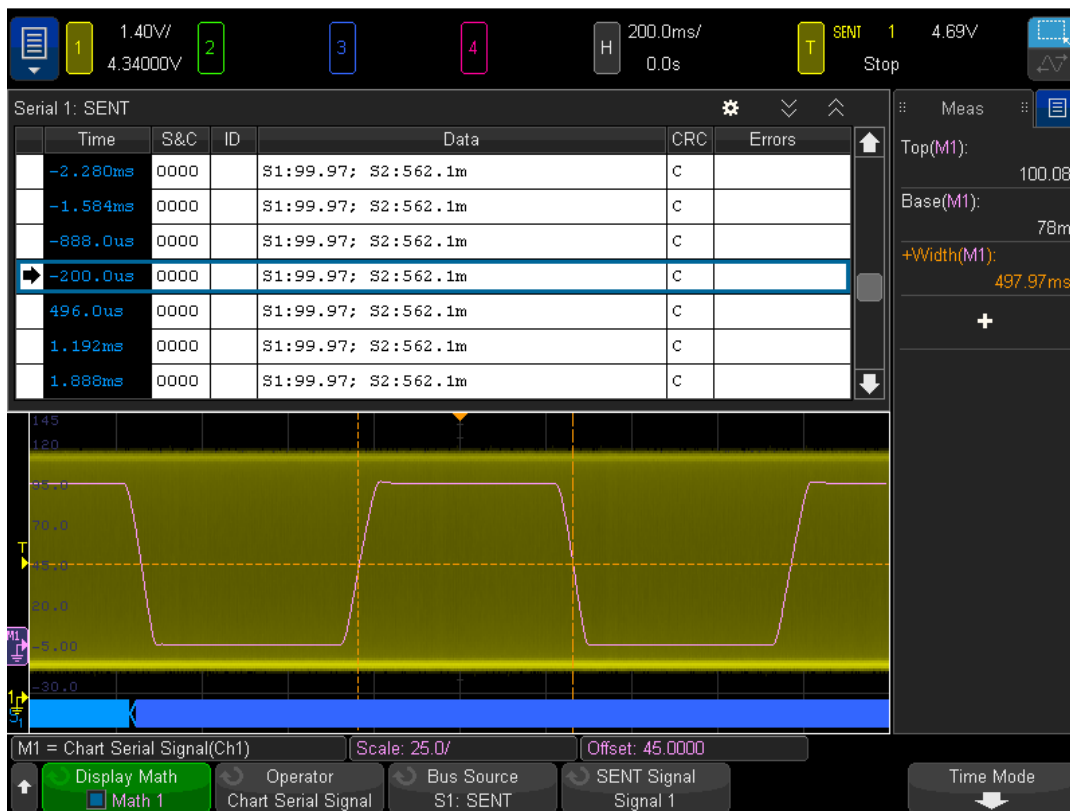 1 1.40V/ 2 3 4 H 200.0ms/ T SENT 1 4.69V
4.34000V 0.0s Stop
Serial 1: SENT
Time S&C ID Data CRC Errors
-2.280ms 0000 S1:99.97; S2:562.1m C
-1.584ms 0000 S1:99.97; S2:562.1m C
-888.0us 0000 S1:99.97; S2:562.1m C
-200.0us 0000 S1:99.97; S2:562.1m C
496.0us 0000 S1:99.97; S2:562.1m C
1.192ms 0000 S1:99.97; S2:562.1m C
1.888ms 0000 S1:99.97; S2:562.1m C
Meas
Top(M1):
100.08
Base(M1):
78m
+Width(M1):
497.97ms
145
120
95.0
70.0
T
45.0
20.0
M1
-5.00
-30.0
1
S1
M1 = Chart Serial Signal(Ch1) Scale: 25.0/ Offset: 45.0000
Display Math Operator Bus Source SENT Signal Time Mode
Math 1 Chart Serial Signal S1: SENT Signal 1